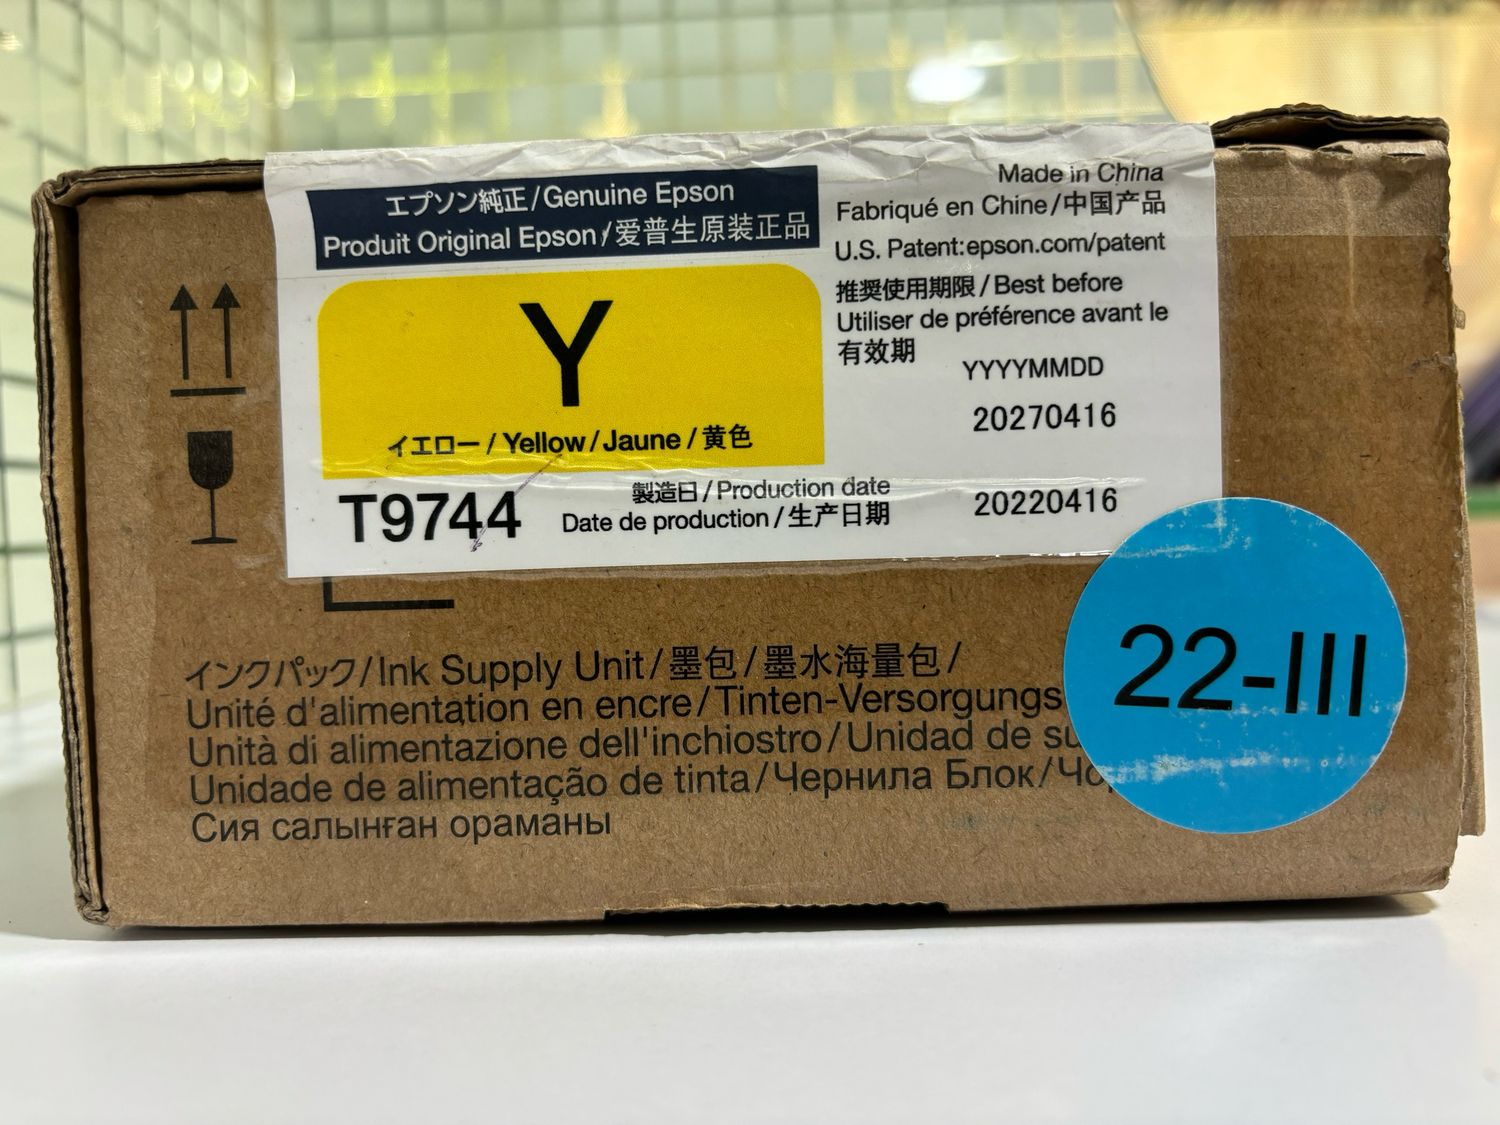 エプソン純正/Genuine Epson
Produit Original Epson/爱普生原装正品
Y
イエロー/Yellow/Jaune/黄色
T9744
製造日/Production date
Date de production/生产日期
20220416
Made in China
Fabriqué en Chine/中国产品
U.S. Patent:epson.com/patent
推奨使用期限/Best before
Utiliser de préférence avant le
有效期
YYYYMMDD
20270416
インクパック/Ink Supply Unit/墨包/墨水海量包/
Unité d'alimentation en encre/Tinten-Versorgungs
Unità di alimentazione dell'inchiostro/Unidad de
Unidade de alimentação de tinta/Чернила Блок/
Сия салынған ораманы
22-III